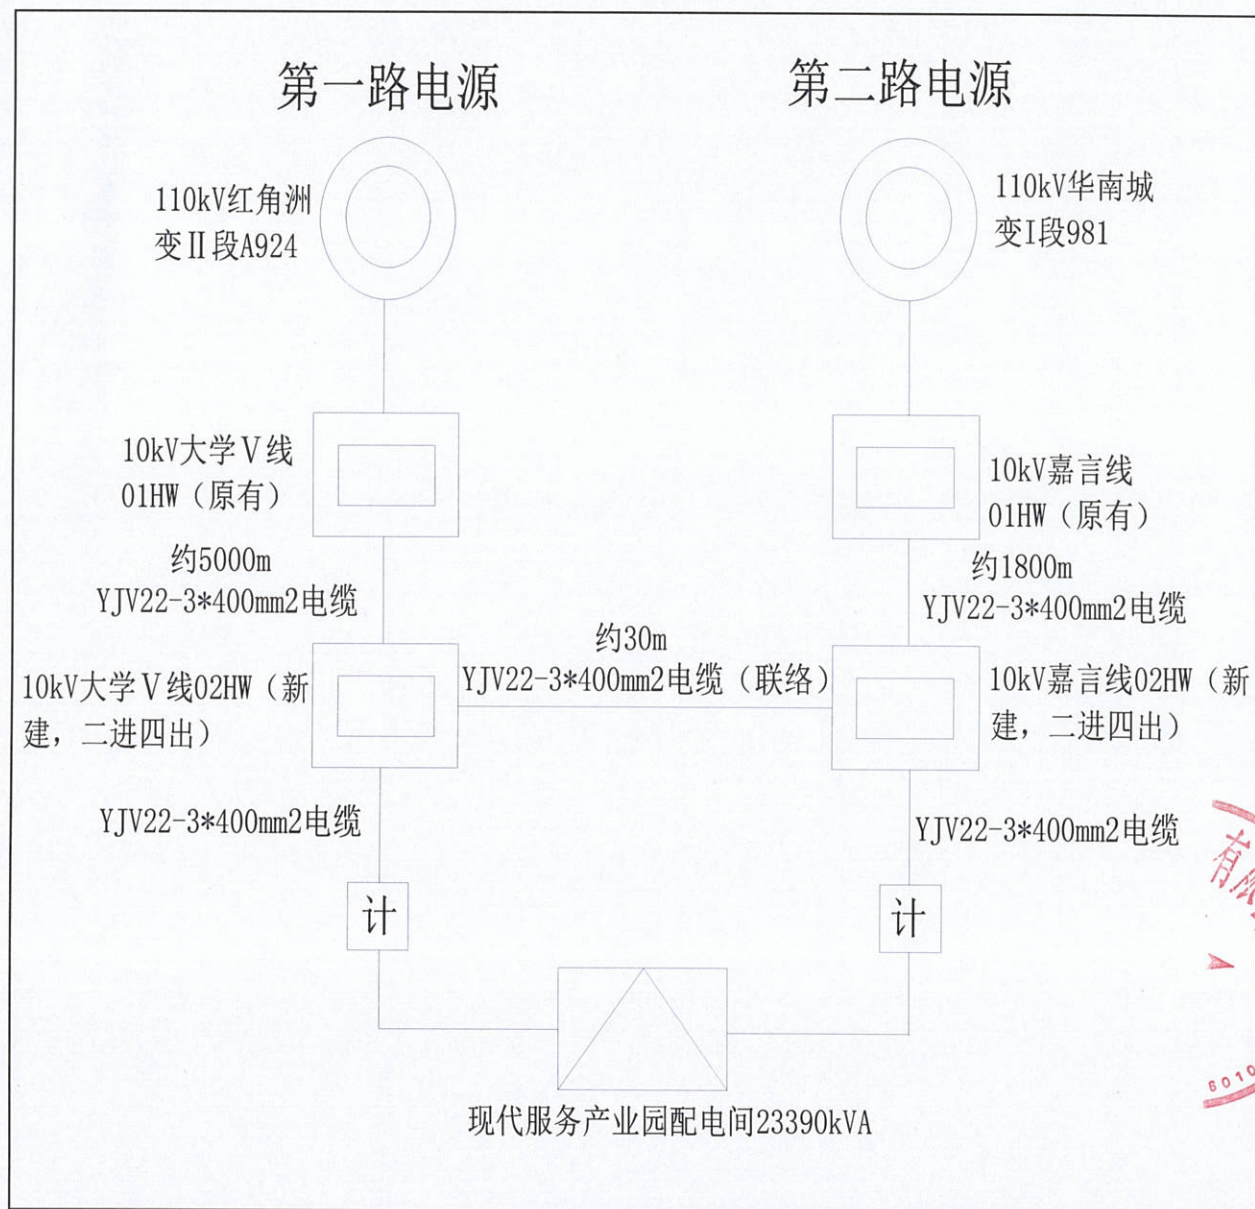 第一路电源
第二路电源
110kV红角洲
变Ⅱ段A924
110kV华南城
变I段981
10kV大学Ⅴ线
01HW（原有）
10kV嘉言线
01HW（原有）
约5000m
YJV22-3*400mm2电缆
约1800m
YJV22-3*400mm2电缆
约30m
YJV22-3*400mm2电缆（联络）
10kV大学Ⅴ线02HW（新
建，二进四出）
10kV嘉言线02HW（新
建，二进四出）
YJV22-3*400mm2电缆
YJV22-3*400mm2电缆
计
计
现代服务产业园配电间23390kVA
有限
6010